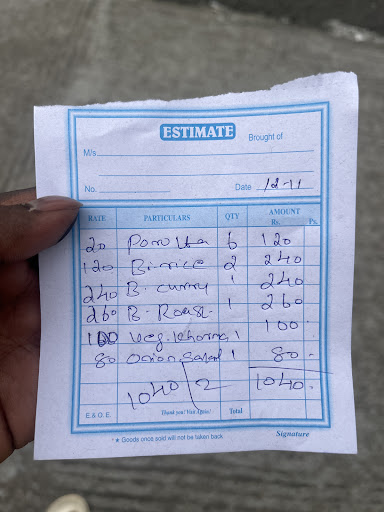 ESTIMATE
Brought of
M/s
No. Date 12-11
RATE PARTICULARS QTY AMOUNT
Rs. Ps.
20 Porotta 6 120
120 B. rice 2 240
240 B. curry 1 240
260 B. Roast 1 260
100 Veg. khorma 1 100
80 Onion Salad 1 80
1040/2 1040
E.& O.E. Thank you! Visit Again! Total
* ★ Goods once sold will not be taken back Signature